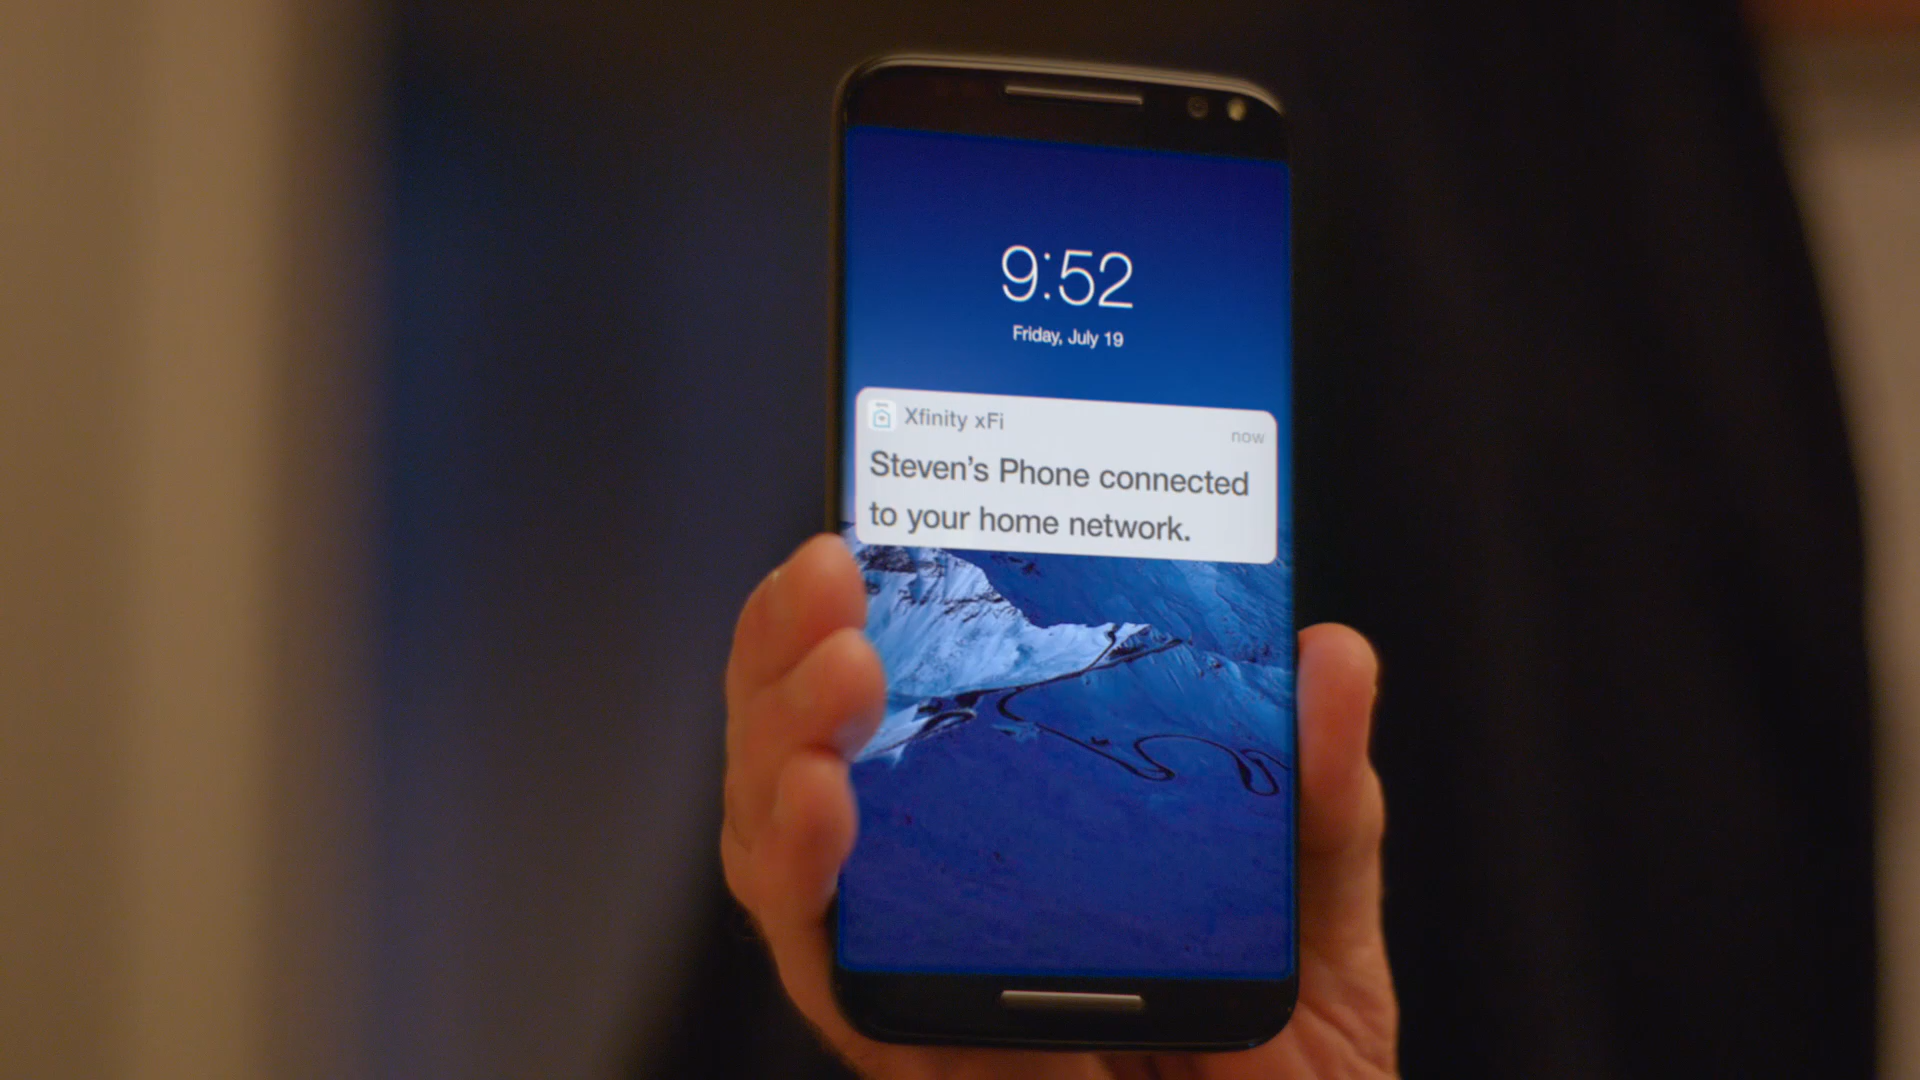 9:52
Friday, July 19
Xfinity xFi
now
Steven's Phone connected
to your home network.